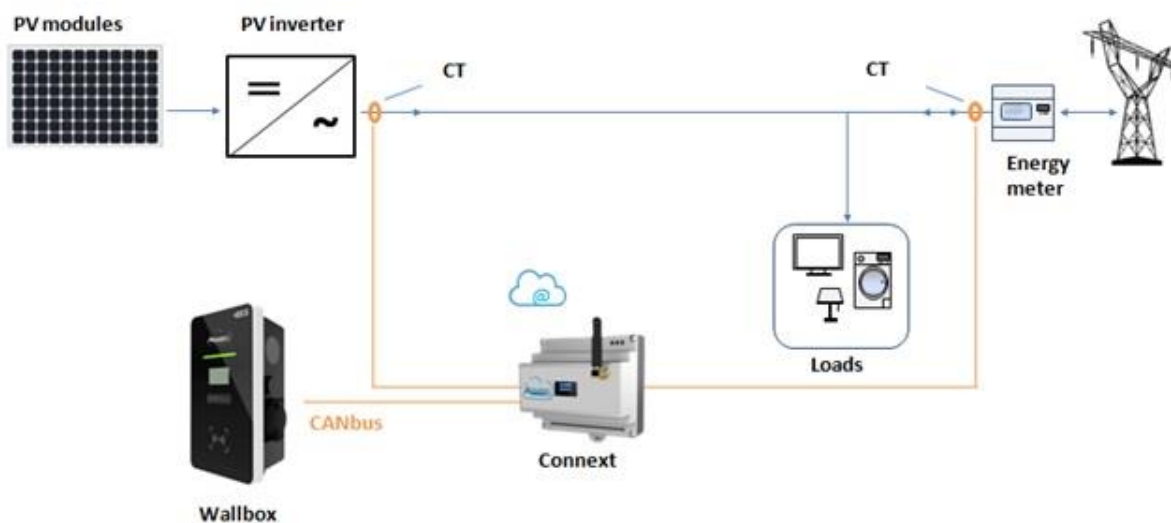 PV modules
PV inverter
CT
CT
Energy
meter
Loads
CANbus
Connext
Wallbox